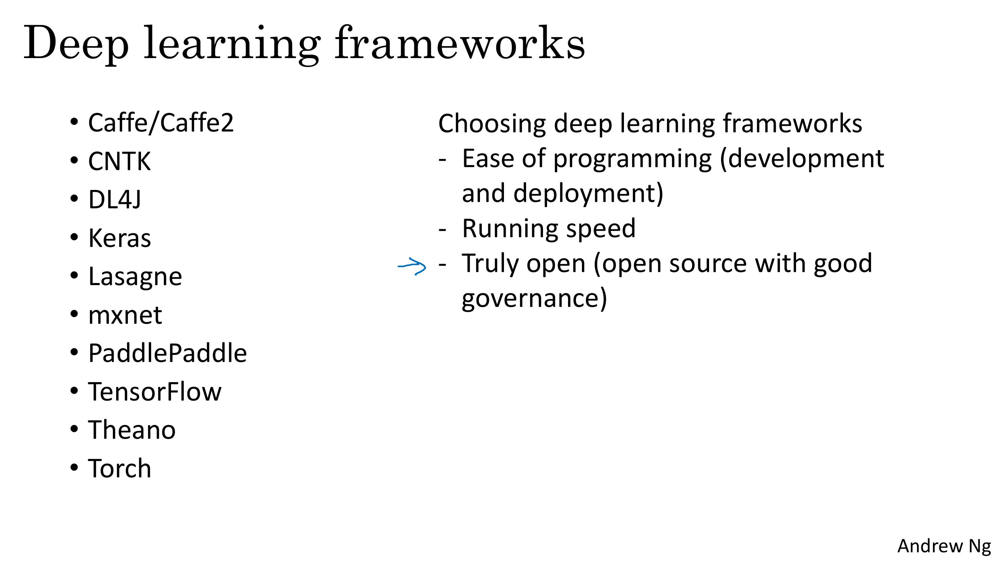 Deep learning frameworks
• Caffe/Caffe2
• CNTK
• DL4J
• Keras
• Lasagne
• mxnet
• PaddlePaddle
• TensorFlow
• Theano
• Torch
Choosing deep learning frameworks
- Ease of programming (development
and deployment)
- Running speed
- Truly open (open source with good
governance)
Andrew Ng